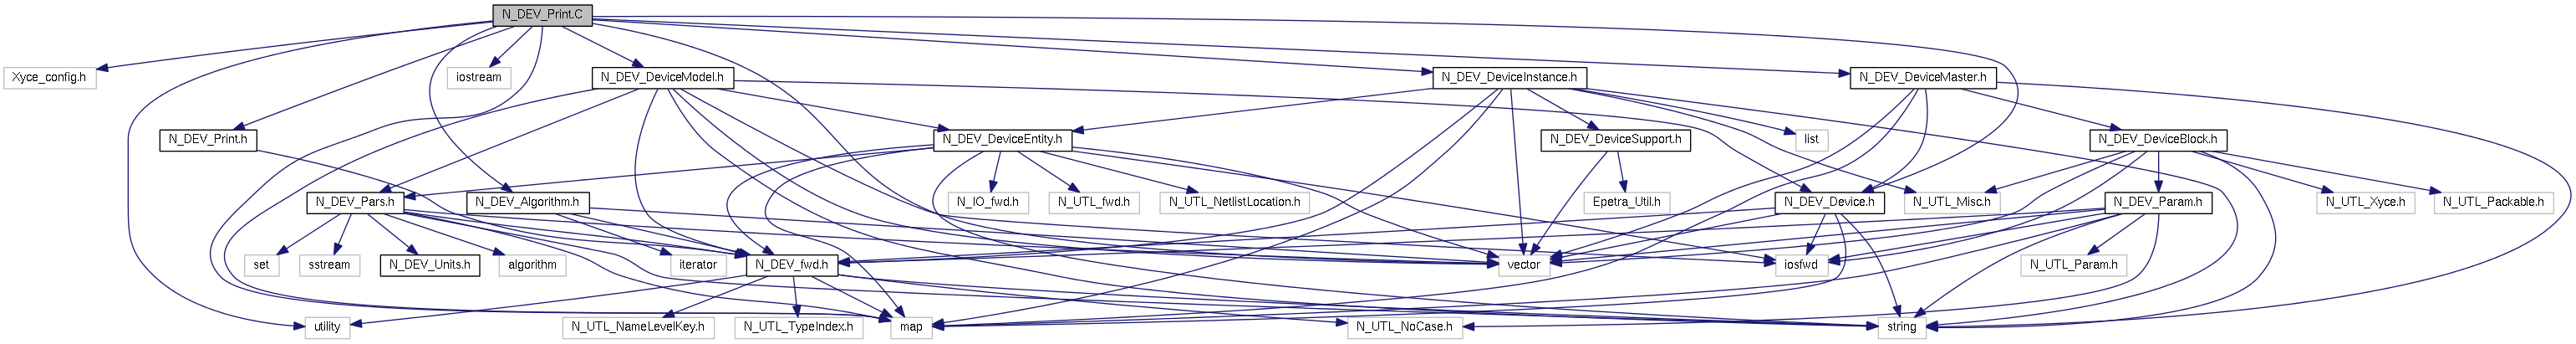 N_DEV_Print.C
Xyce_config.h
iostream
N_DEV_DeviceModel.h
N_DEV_DeviceInstance.h
N_DEV_DeviceMaster.h
N_DEV_Print.h
N_DEV_DeviceEntity.h
N_DEV_DeviceSupport.h
list
N_DEV_DeviceBlock.h
N_DEV_Pars.h
N_DEV_Algorithm.h
N_IO_fwd.h
N_UTL_fwd.h
N_UTL_NetlistLocation.h
Epetra_Util.h
N_DEV_Device.h
N_UTL_Misc.h
N_DEV_Param.h
N_UTL_Xyce.h
N_UTL_Packable.h
set
sstream
N_DEV_Units.h
algorithm
iterator
N_DEV_fwd.h
vector
iosfwd
N_UTL_Param.h
utility
N_UTL_NameLevelKey.h
N_UTL_TypeIndex.h
map
N_UTL_NoCase.h
string